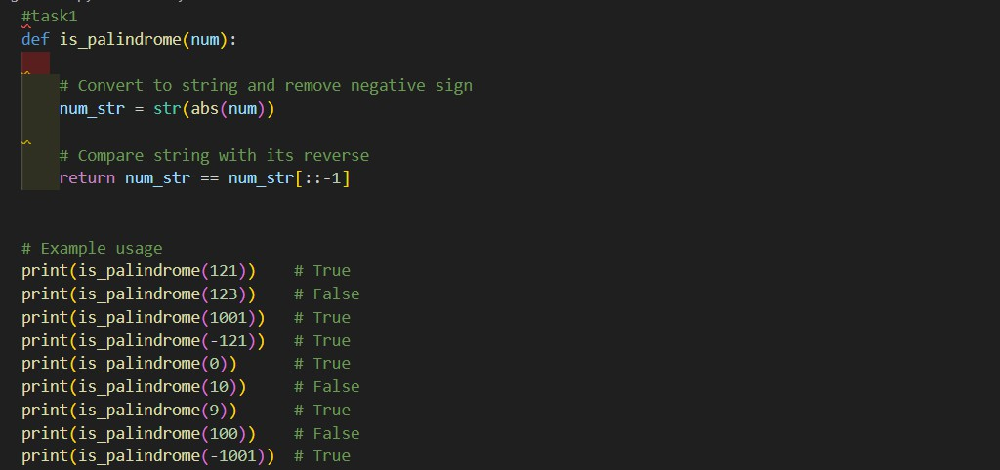 #task1
def is_palindrome(num):
    # Convert to string and remove negative sign
    num_str = str(abs(num))
    # Compare string with its reverse
    return num_str == num_str[::-1]
# Example usage
print(is_palindrome(121))    # True
print(is_palindrome(123))    # False
print(is_palindrome(1001))   # True
print(is_palindrome(-121))   # True
print(is_palindrome(0))      # True
print(is_palindrome(10))     # False
print(is_palindrome(9))      # True
print(is_palindrome(100))    # False
print(is_palindrome(-1001))  # True